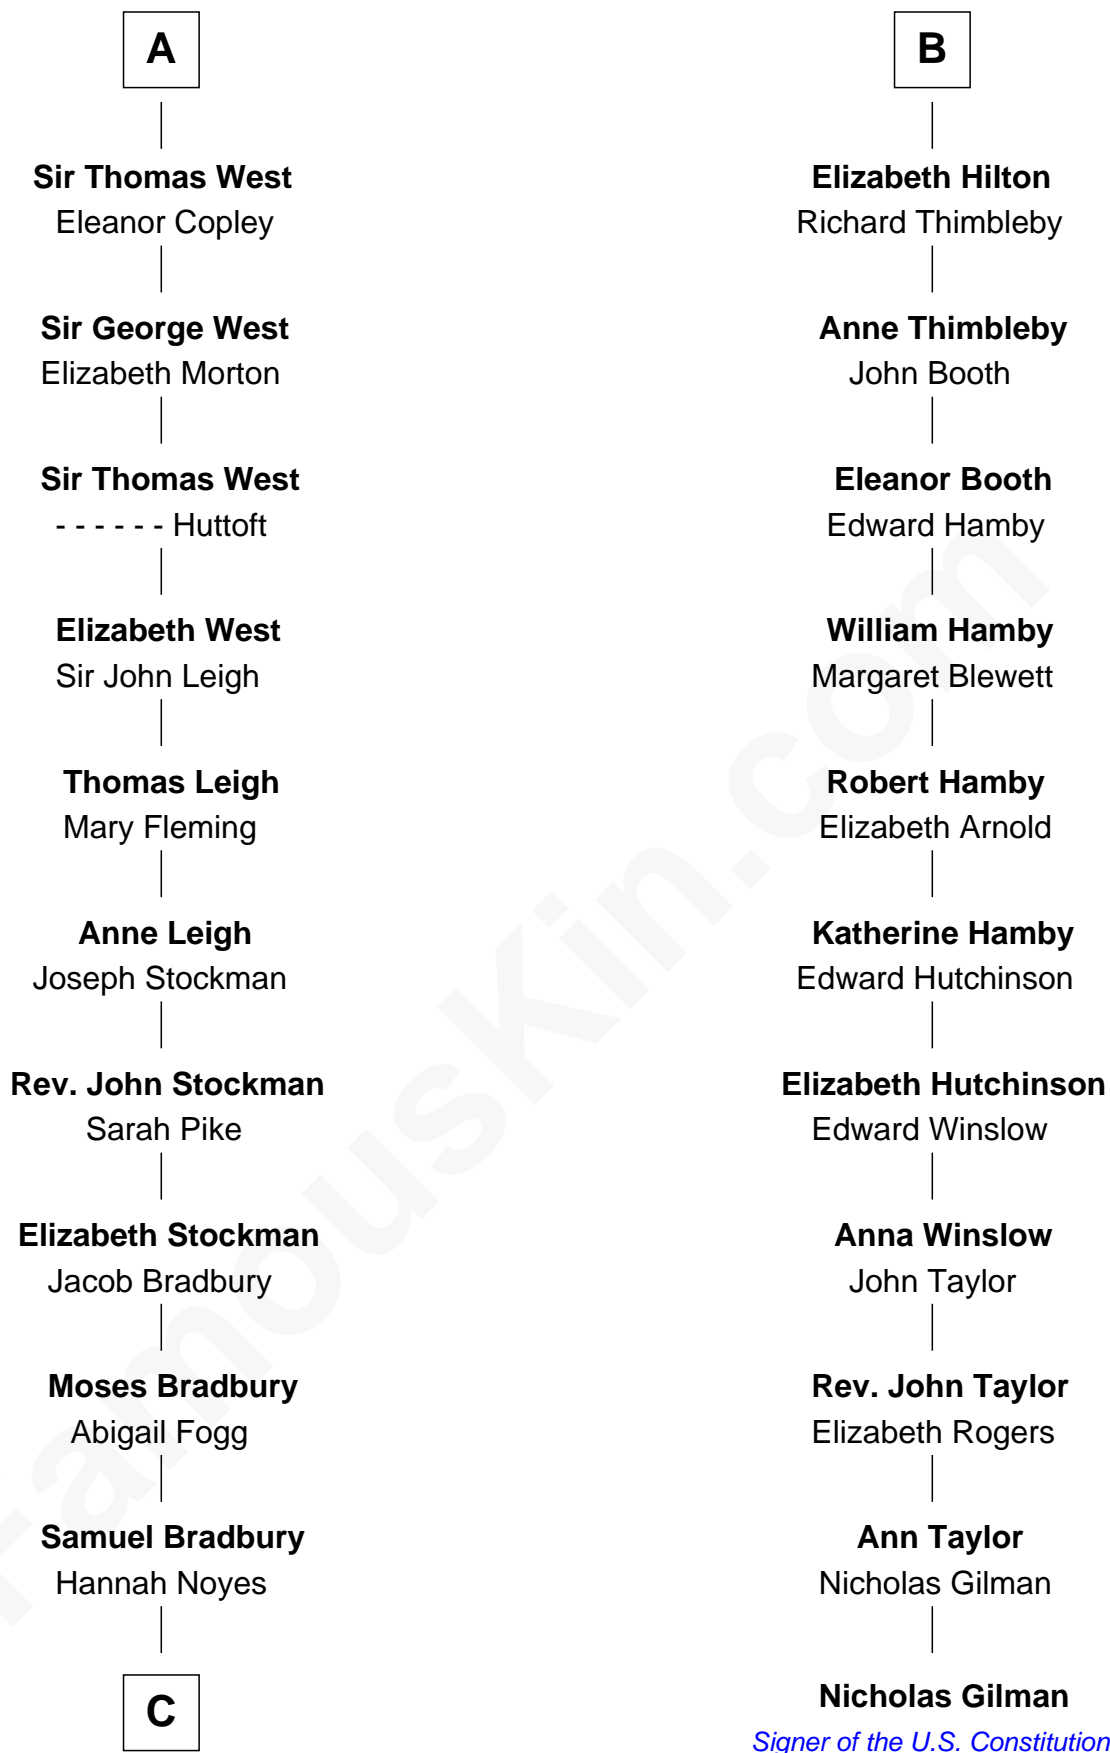 A
Sir Thomas West
Eleanor Copley
Sir George West
Elizabeth Morton
Sir Thomas West
- - - - - - Huttoft
Elizabeth West
Sir John Leigh
Thomas Leigh
Mary Fleming
Anne Leigh
Joseph Stockman
Rev. John Stockman
Sarah Pike
Elizabeth Stockman
Jacob Bradbury
Moses Bradbury
Abigail Fogg
Samuel Bradbury
Hannah Noyes
C
B
Elizabeth Hilton
Richard Thimbleby
Anne Thimbleby
John Booth
Eleanor Booth
Edward Hamby
William Hamby
Margaret Blewett
Robert Hamby
Elizabeth Arnold
Katherine Hamby
Edward Hutchinson
Elizabeth Hutchinson
Edward Winslow
Anna Winslow
John Taylor
Rev. John Taylor
Elizabeth Rogers
Ann Taylor
Nicholas Gilman
Nicholas Gilman
Signer of the U.S. Constitution
FamousKin.com